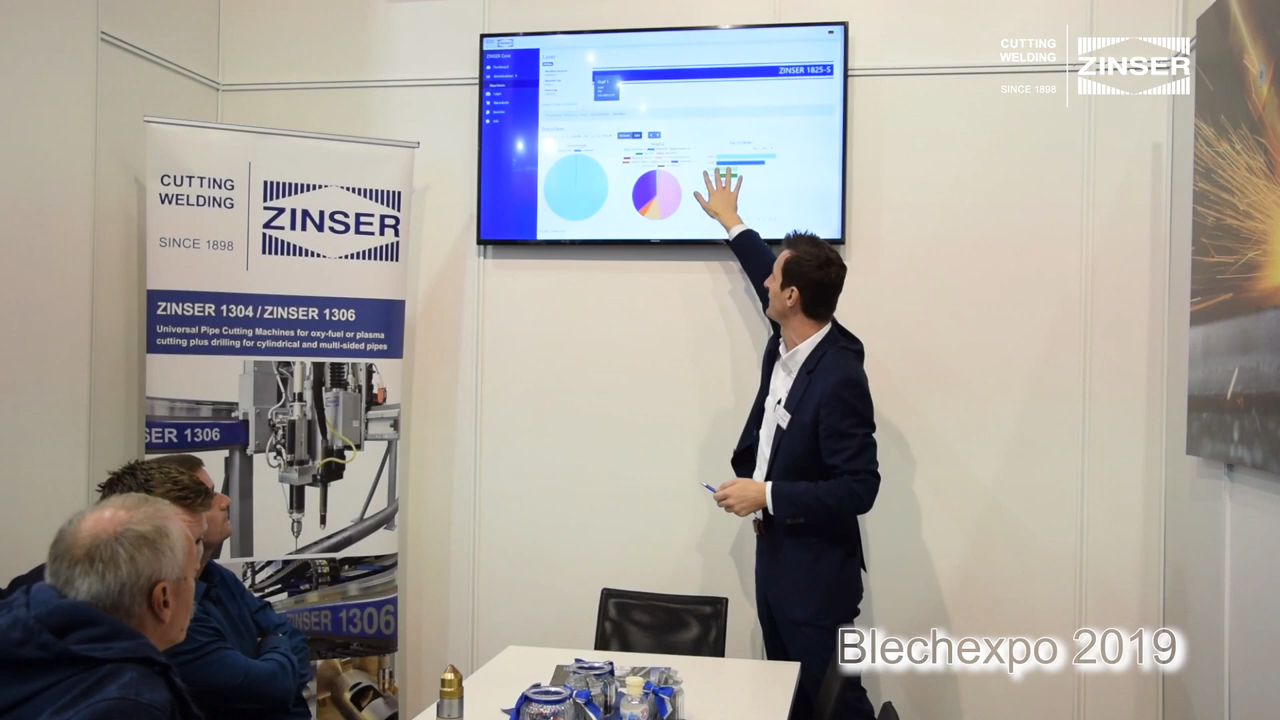 CUTTING
WELDING
SINCE 1898
ZINSER
ZINSER 1825-S
CUTTING
WELDING
SINCE 1898
ZINSER
ZINSER 1304 / ZINSER 1306
Universal Pipe Cutting Machines for oxy-fuel or plasma
cutting plus drilling for cylindrical and multi-sided pipes
SER 1306
ZINSER 1306
Blechexpo 2019